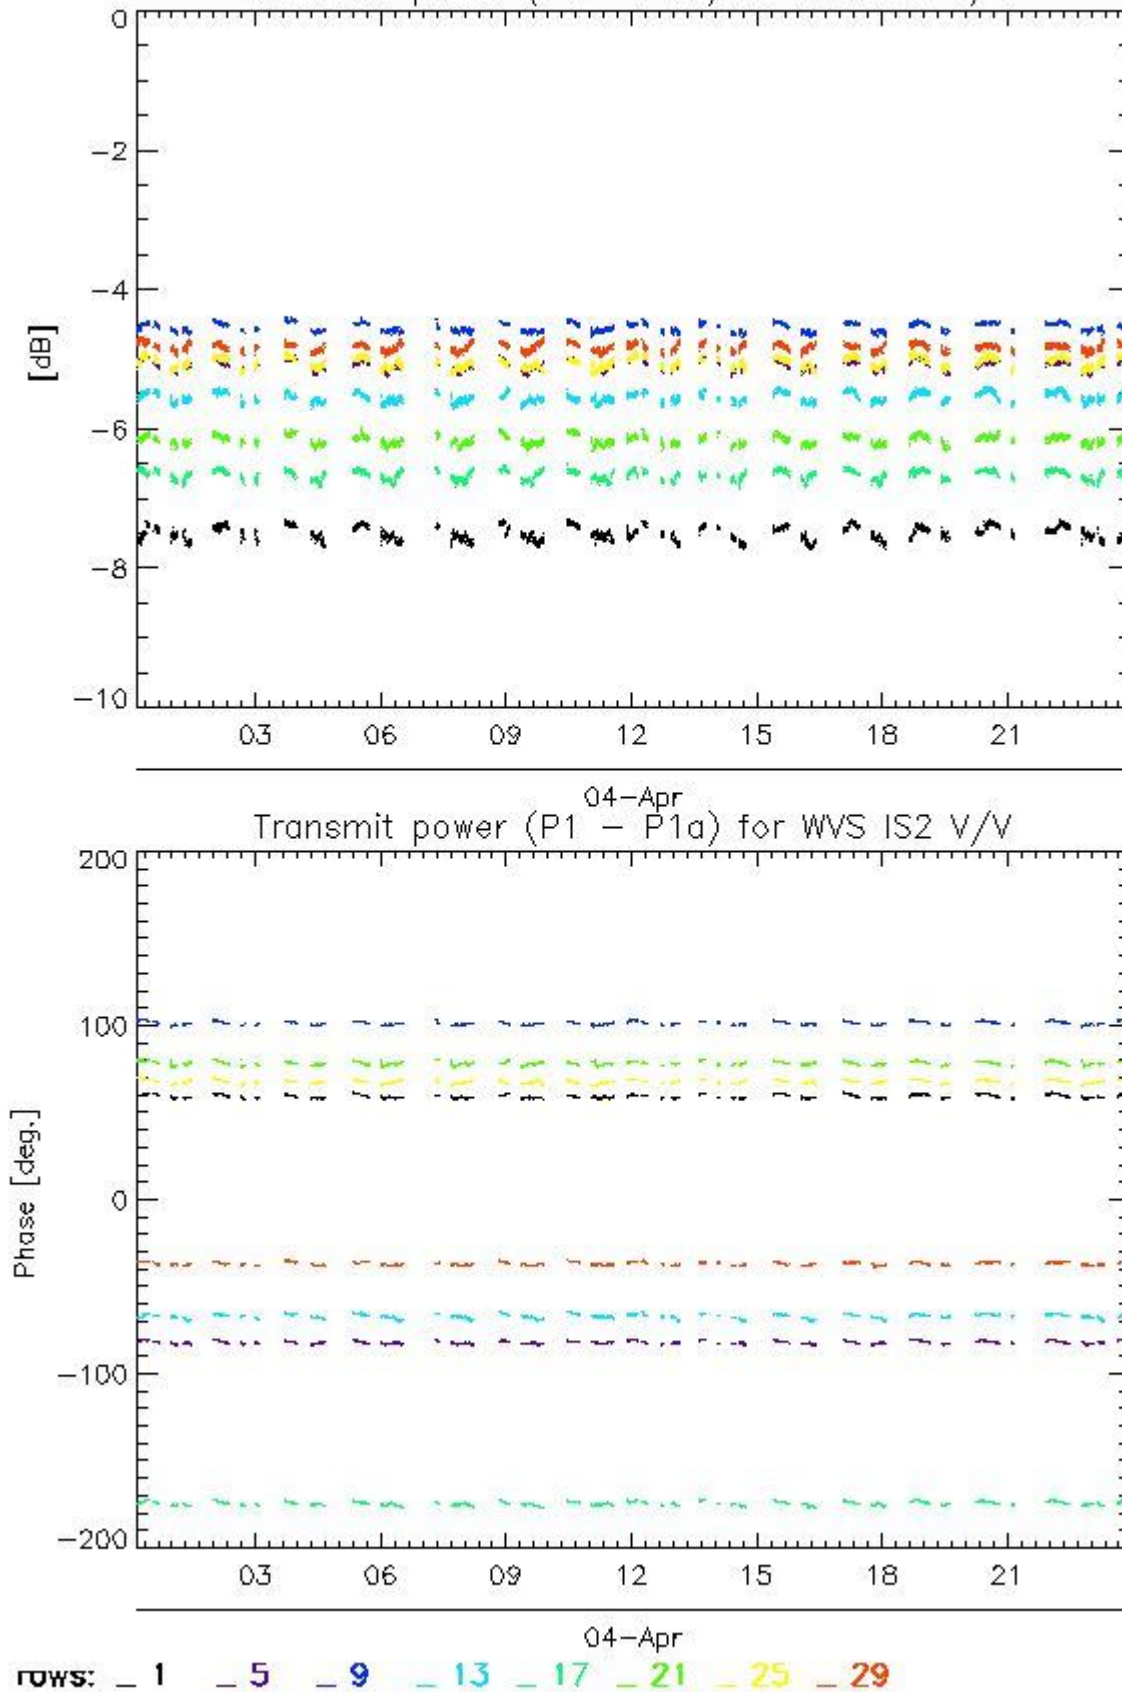 0
-2
-4
[dB]
-6
-8
-10
03 06 09 12 15 18 21
04-Apr
Transmit power (P1 - P1a) for WVS IS2 V/V
200
100
Phase [deg.]
0
-100
-200
03 06 09 12 15 18 21
04-Apr
rows: _ 1 _ 5 _ 9 _ 13 _ 17 _ 21 _ 25 _ 29